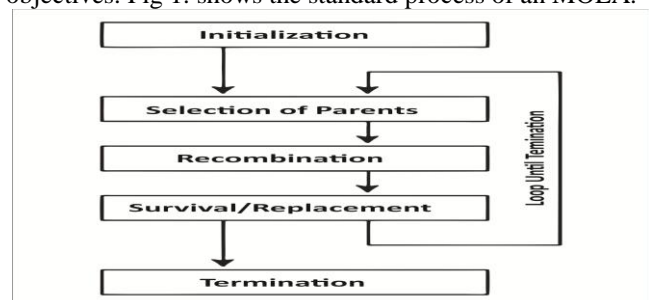 objectives. Fig 1. shows the standard process of an MOEA.
Initialization
Selection of Parents
Recombination
Loop Until Temination
Survival/Replacement
Termination